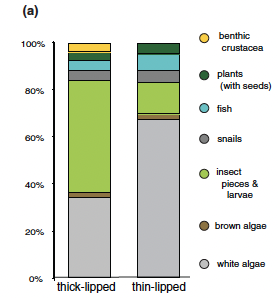 (a)
100%
80%
60%
40%
20%
0%
thick-lipped
thin-lipped
benthic
crustacea
plants
(with seeds)
fish
snails
insect
pieces &
larvae
brown algae
white algae